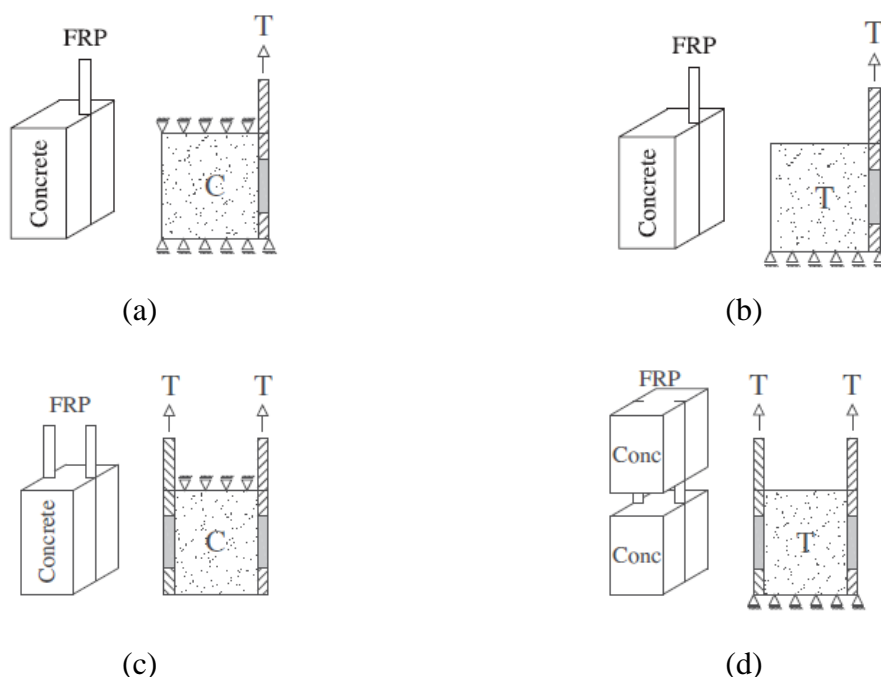 FRP
T
Concrete
C
(a)
FRP
T
Concrete
T
(b)
T T
FRP
Concrete
C
(c)
FRP
T T
Conc
Conc
T
(d)